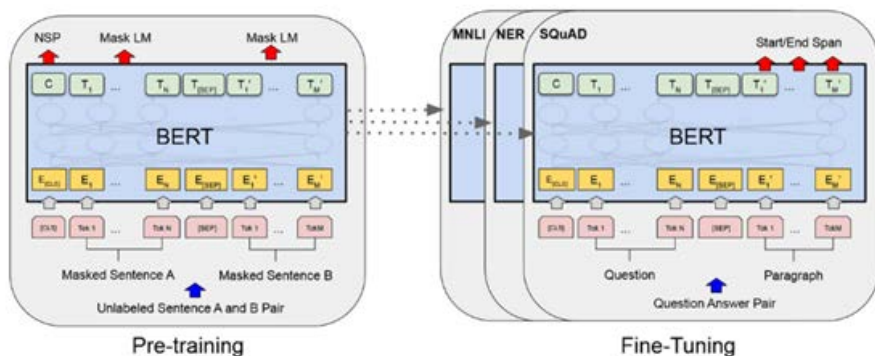 NSP Mask LM Mask LM
C T1 ... TN T[SEP] T1' ... TM'
BERT
E[CLS] E1 ... EN E[SEP] E1' ... EM'
[CLS] Tok 1 ... Tok N [SEP] Tok 1 ... TokM
Masked Sentence A Masked Sentence B
Unlabeled Sentence A and B Pair
Pre-training
MNLI NER SQuAD
Start/End Span
C T1 ... TN T[SEP] T1' ... TM'
BERT
E[CLS] E1 ... EN E[SEP] E1' ... EM'
[CLS] Tok 1 ... Tok N [SEP] Tok 1 ... TokM
Question Paragraph
Question Answer Pair
Fine-Tuning